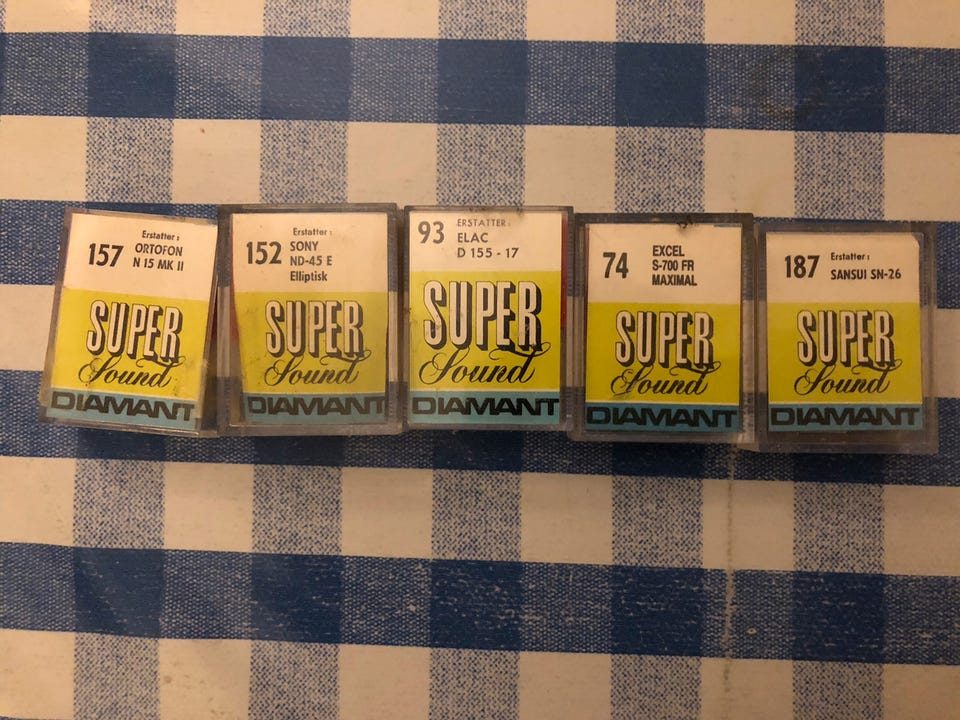 157
Erstatter:
ORTOFON
N 15 MK II
SUPER
Sound
DIAMANT
152
Erstatter:
SONY
ND-45 E
Elliptisk
SUPER
Sound
DIAMANT
93
ERSTATTER:
ELAC
D 155 - 17
SUPER
Sound
DIAMANT
74
EXCEL
S-700 FR
MAXIMAL
SUPER
Sound
DIAMANT
187
Erstatter:
SANSUI SN-26
SUPER
Sound
DIAMANT